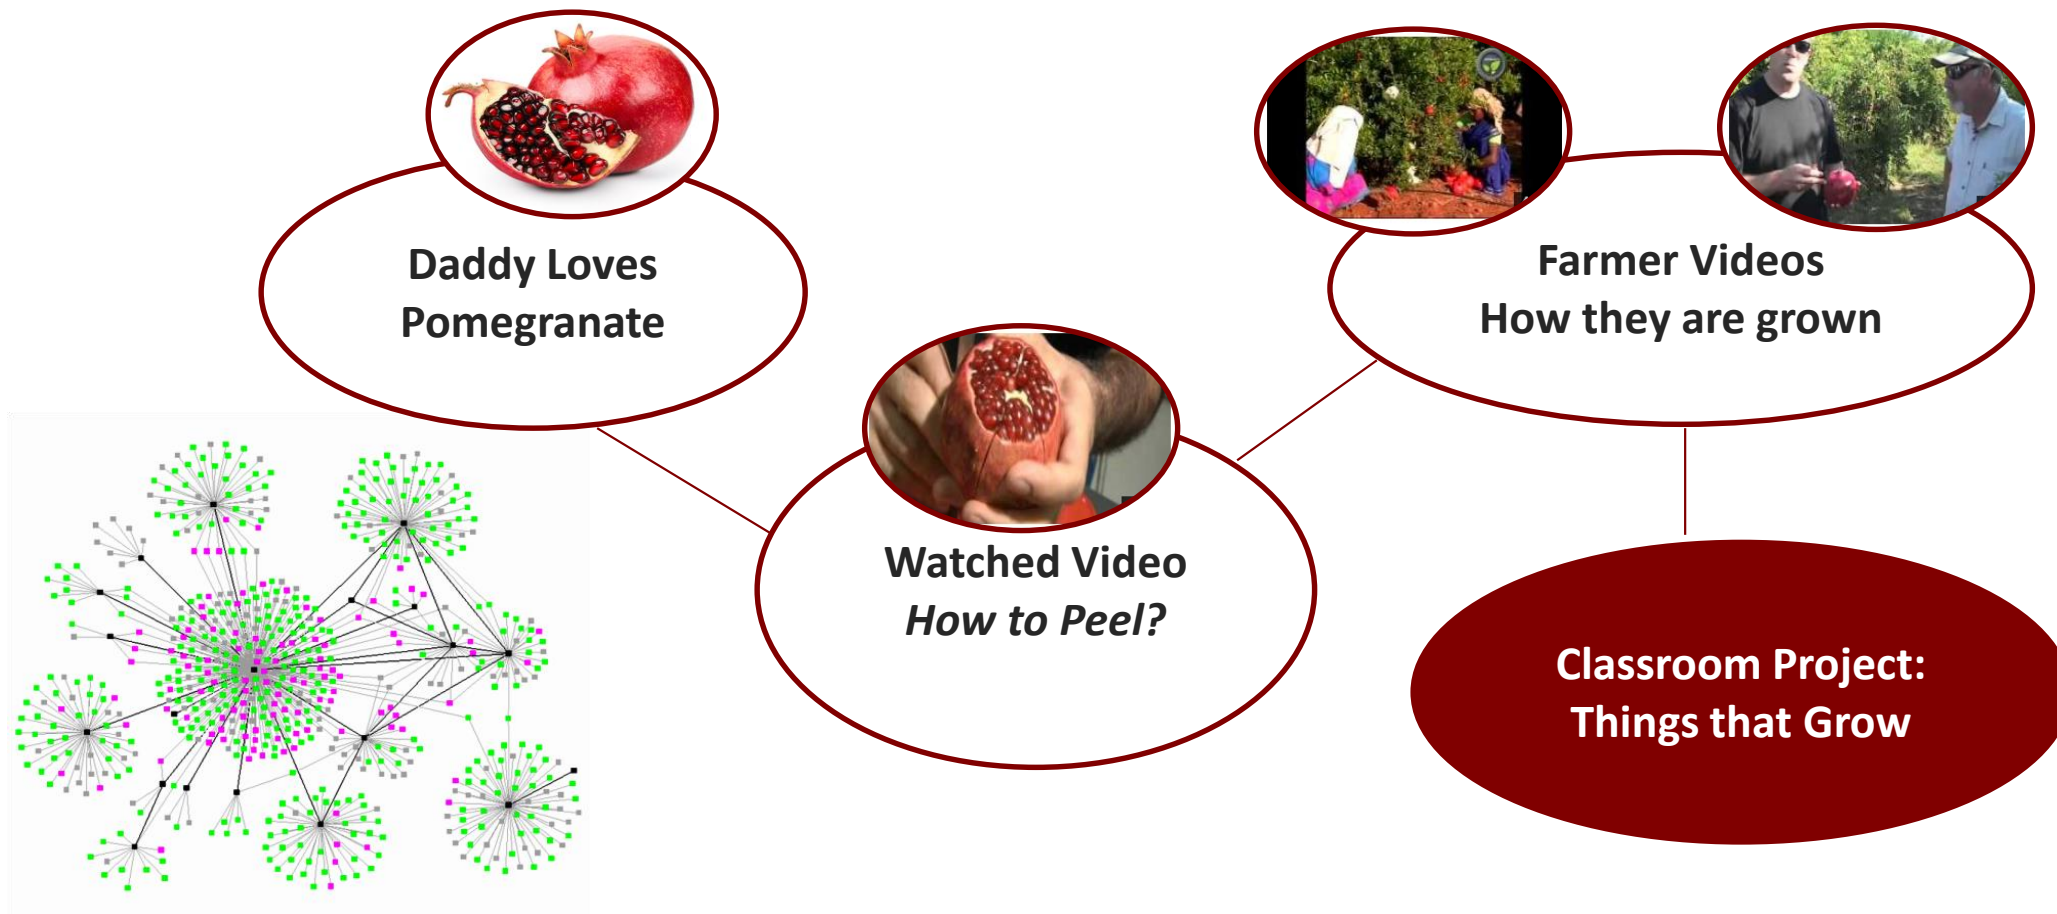 Daddy Loves
Pomegranate
Farmer Videos
How they are grown
Watched Video
How to Peel?
Classroom Project:
Things that Grow